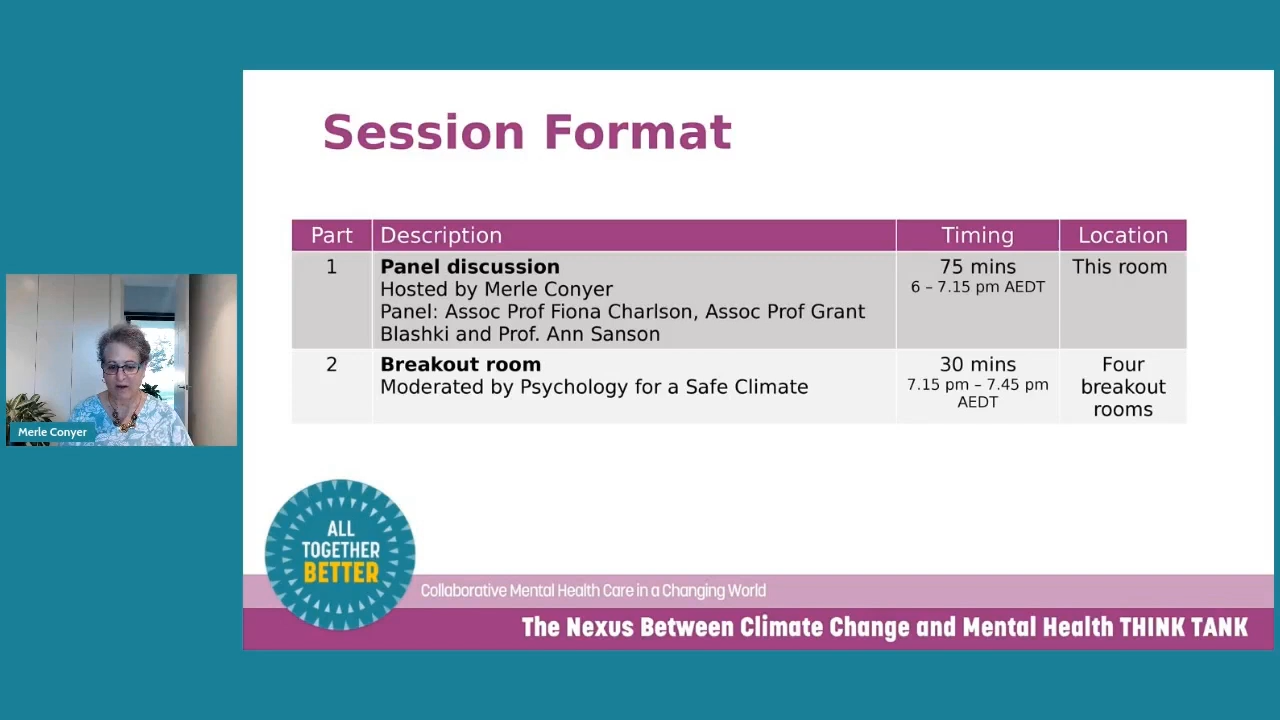 Session Format
Part Description Timing Location
1 Panel discussion 75 mins This room
Hosted by Merle Conyer 6 – 7.15 pm AEDT
Panel: Assoc Prof Fiona Charlson, Assoc Prof Grant
Blashki and Prof. Ann Sanson
2 Breakout room 30 mins Four
Moderated by Psychology for a Safe Climate 7.15 pm – 7.45 pm breakout
AEDT rooms
Merle Conyer
ALL
TOGETHER
BETTER
Collaborative Mental Health Care in a Changing World
The Nexus Between Climate Change and Mental Health THINK TANK